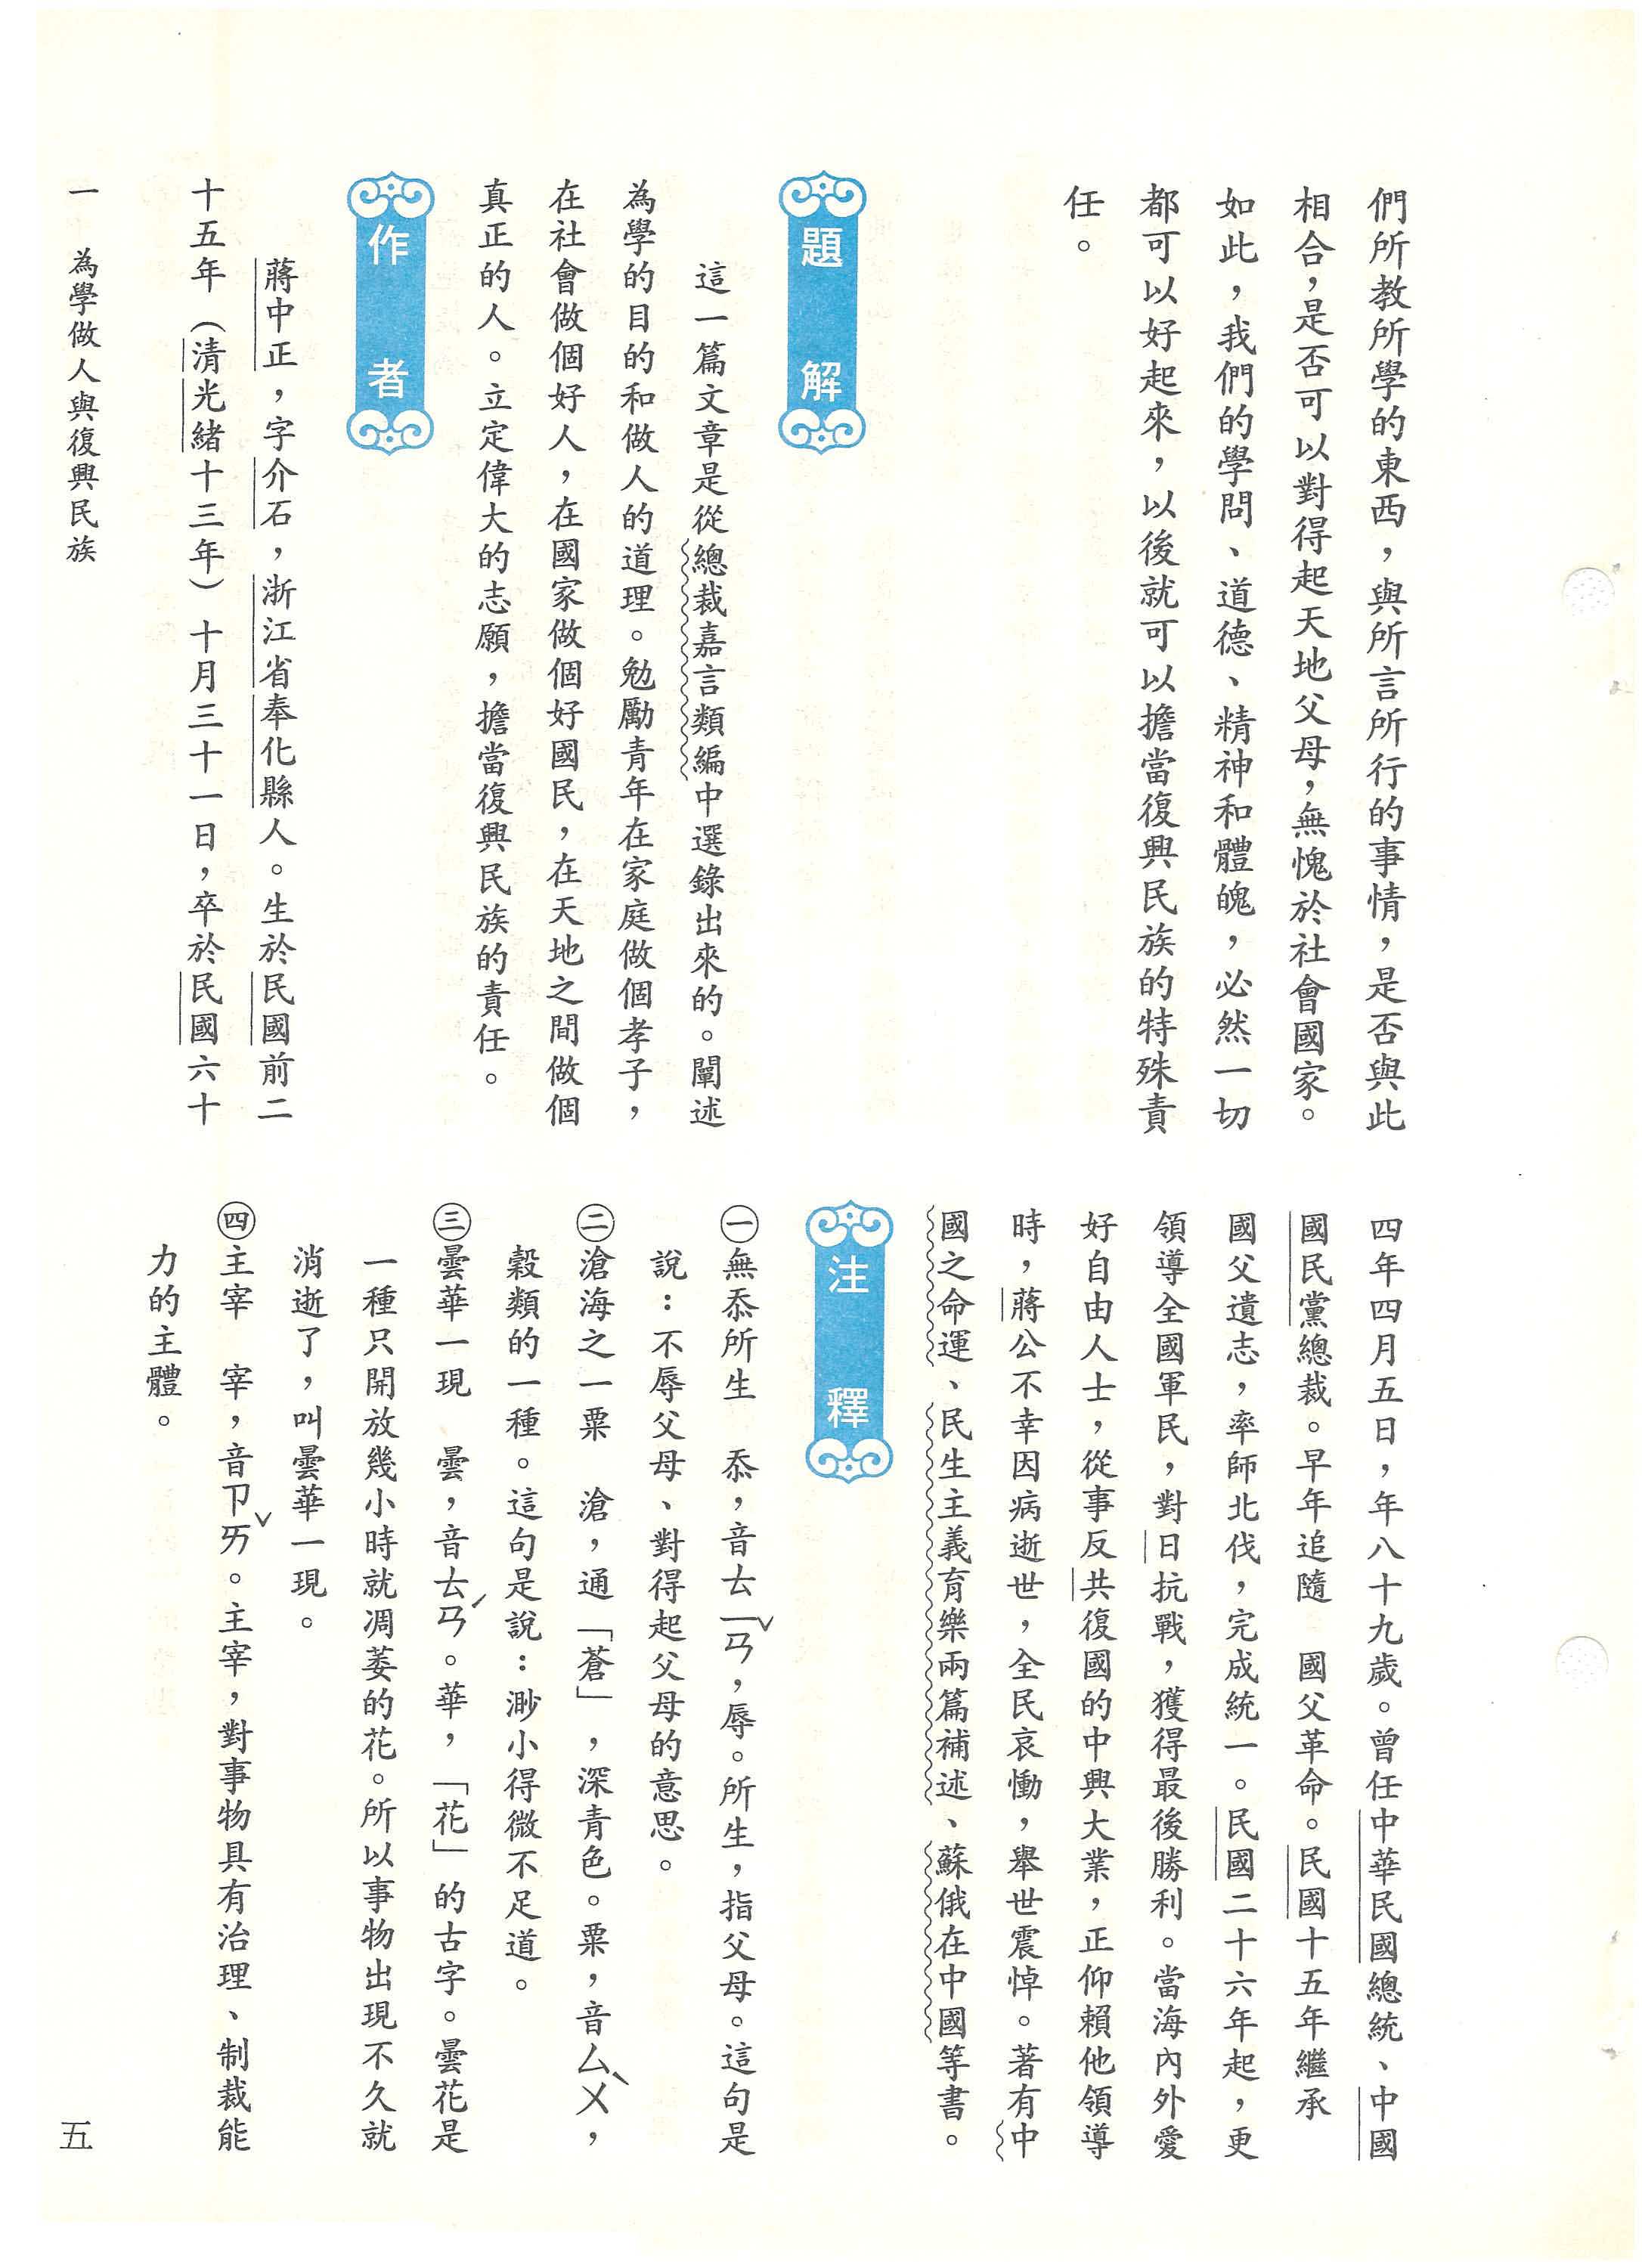 們所教所學的東西，與所言所行的事情，是否與此
相合，是否可以對得起天地父母，無愧於社會國家。
如此，我們的學問、道德、精神和體魄，必然一切
都可以好起來，以後就可以擔當復興民族的特殊責
任。
題解
這一篇文章是從總裁嘉言類編中選錄出來的。闡述
為學的目的和做人的道理。勉勵青年在家庭做個孝子，
在社會做個好人，在國家做個好國民，在天地之間做個
真正的人。立定偉大的志願，擔當復興民族的責任。
作者
蔣中正，字介石，浙江省奉化縣人。生於民國前二
十五年（清光緒十三年）十月三十一日，卒於民國六十
四年四月五日，年八十九歲。曾任中華民國總統、中國
國民黨總裁。早年追隨　國父革命。民國十五年繼承
國父遺志，率師北伐，完成統一。民國二十六年起，更
領導全國軍民，對日抗戰，獲得最後勝利。當海內外愛
好自由人士，從事反共復國的中興大業，正仰賴他領導
時，蔣公不幸因病逝世，全民哀慟，舉世震悼。著有中
國之命運、民生主義育樂兩篇補述、蘇俄在中國等書。
注釋
㊀無忝所生　忝，音ㄊㄧㄢˇ，辱。所生，指父母。這句是
說：不辱父母、對得起父母的意思。
㊁滄海之一粟　滄，通「蒼」，深青色。粟，音ㄙㄨˋ，
穀類的一種。這句是說：渺小得微不足道。
㊂曇華一現　曇，音ㄊㄢˊ。華，「花」的古字。曇花是
一種只開放幾小時就凋萎的花。所以事物出現不久就
消逝了，叫曇華一現。
㊃主宰　宰，音ㄗㄞˇ。主宰，對事物具有治理、制裁能
力的主體。
一　為學做人與復興民族
五